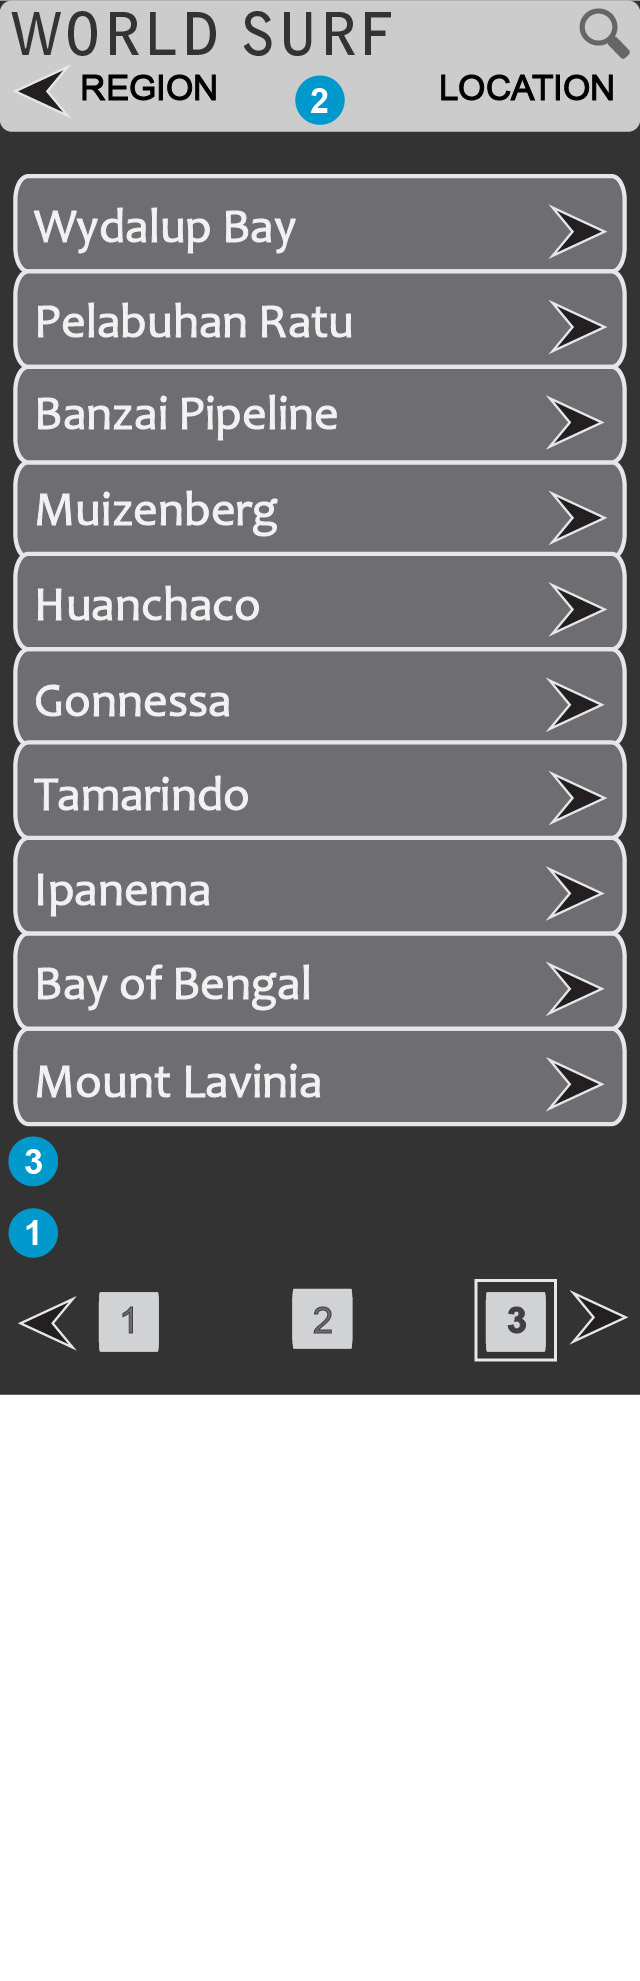 WORLD SURF
REGION 2 LOCATION
Wydalup Bay
Pelabuhan Ratu
Banzai Pipeline
Muizenberg
Huanchaco
Gonnessa
Tamarindo
Ipanema
Bay of Bengal
Mount Lavinia
3
1
1 2 3